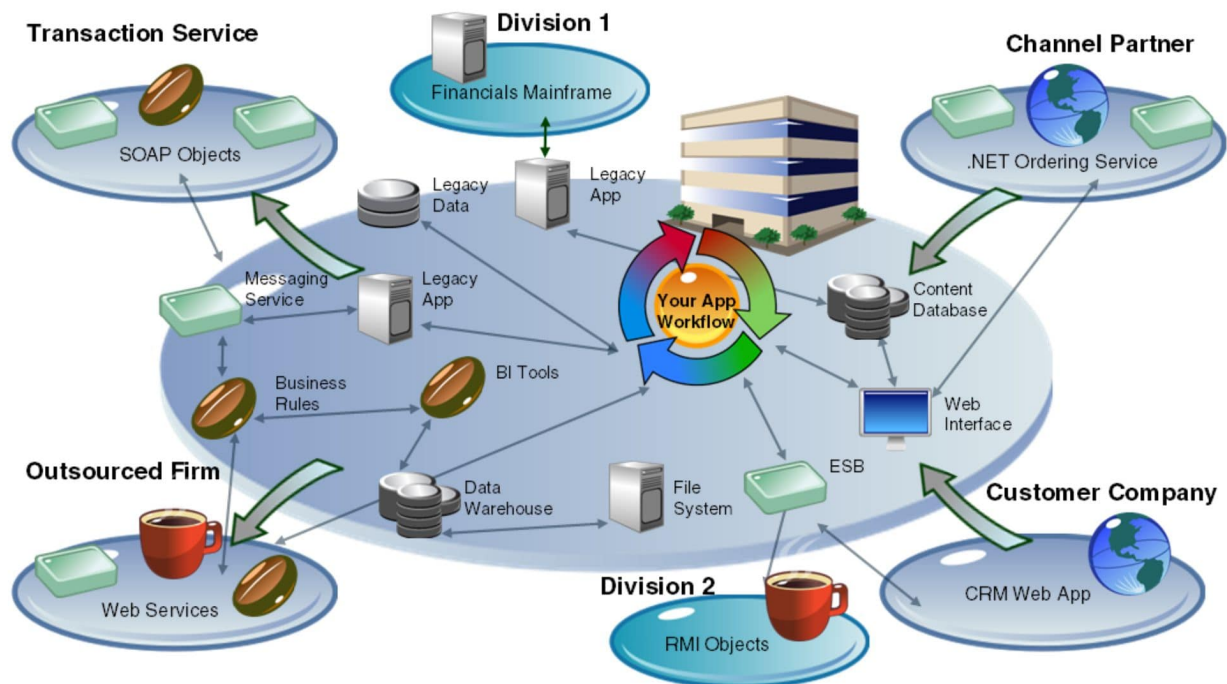 Transaction Service
Division 1
Channel Partner
Financials Mainframe
SOAP Objects
.NET Ordering Service
Legacy
Data
Legacy
App
Messaging
Service
Legacy
App
Your App
Workflow
Content
Database
Business
Rules
BI Tools
Web
Interface
Outsourced Firm
Data
Warehouse
File
System
ESB
Customer Company
Web Services
Division 2
RMI Objects
CRM Web App